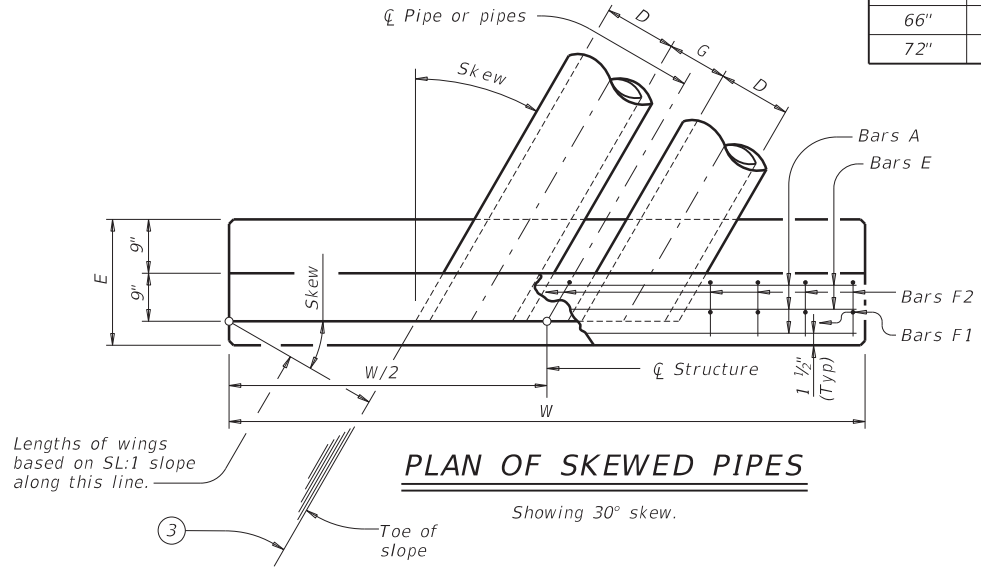 ℄ Pipe or pipes
D
G
D
66"
72"
Skew
Bars A
Bars E
E
9"
9"
Skew
Bars F2
Bars F1
W/2
℄ Structure
1 ½"
(Typ)
W
Lengths of wings
based on SL:1 slope
along this line.
PLAN OF SKEWED PIPES
Showing 30° skew.
3
Toe of
slope